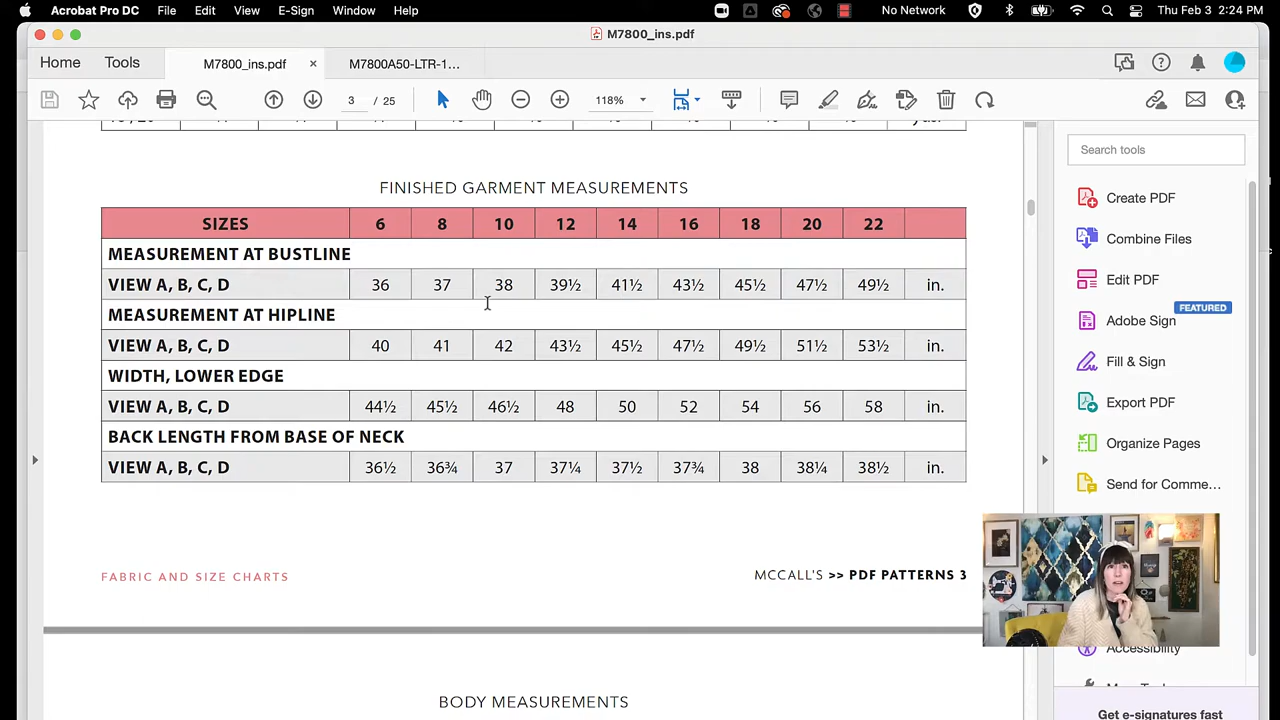 Acrobat Pro DC File Edit View E-Sign Window Help No Network Thu Feb 3 2:24 PM
M7800_ins.pdf
Home Tools M7800_ins.pdf × M7800A50-LTR-1...
3 / 25 118%
FINISHED GARMENT MEASUREMENTS
SIZES 6 8 10 12 14 16 18 20 22
MEASUREMENT AT BUSTLINE
VIEW A, B, C, D 36 37 38 39½ 41½ 43½ 45½ 47½ 49½ in.
MEASUREMENT AT HIPLINE
VIEW A, B, C, D 40 41 42 43½ 45½ 47½ 49½ 51½ 53½ in.
WIDTH, LOWER EDGE
VIEW A, B, C, D 44½ 45½ 46½ 48 50 52 54 56 58 in.
BACK LENGTH FROM BASE OF NECK
VIEW A, B, C, D 36½ 36¾ 37 37¼ 37½ 37¾ 38 38¼ 38½ in.
FABRIC AND SIZE CHARTS
MCCALL'S >> PDF PATTERNS 3
BODY MEASUREMENTS
Search tools
Create PDF
Combine Files
Edit PDF
FEATURED
Adobe Sign
Fill & Sign
Export PDF
Organize Pages
Send for Comme...
Accessibility
Get e-signatures fast